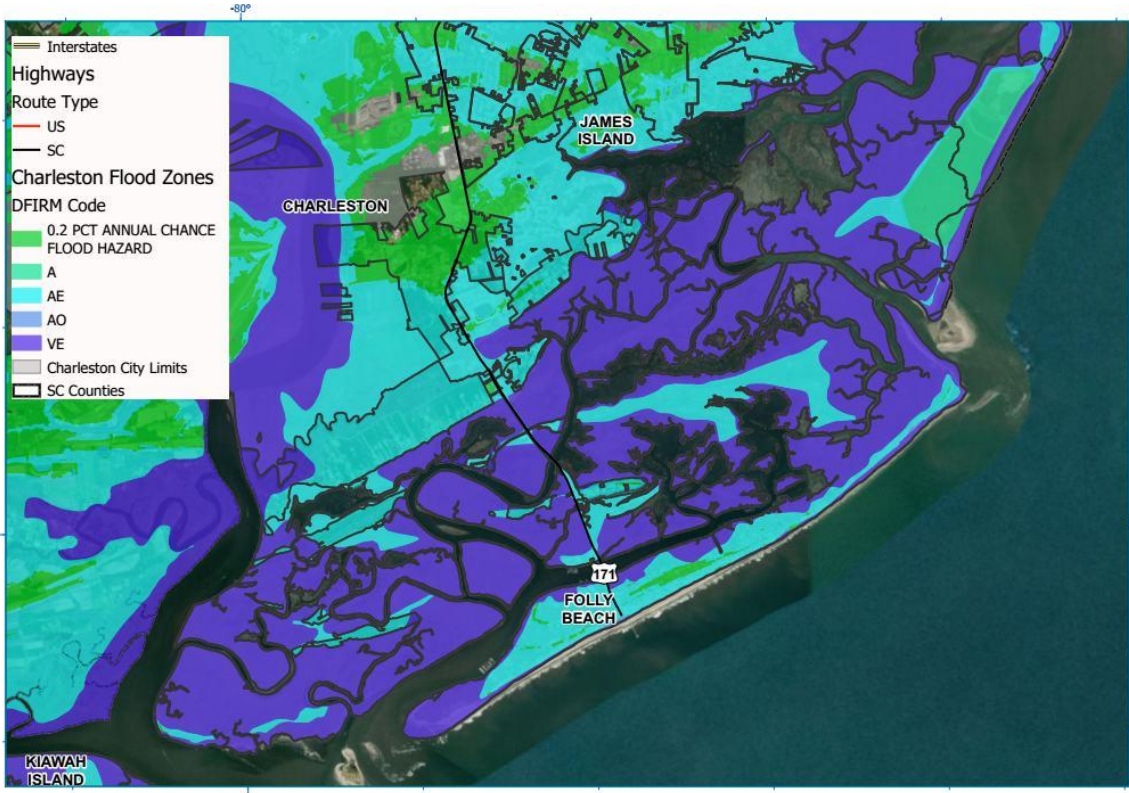 -80°
Interstates
Highways
Route Type
US
SC
Charleston Flood Zones
DFIRM Code
0.2 PCT ANNUAL CHANCE
FLOOD HAZARD
A
AE
AO
VE
Charleston City Limits
SC Counties
JAMES
ISLAND
CHARLESTON
171
FOLLY
BEACH
KIAWAH
ISLAND